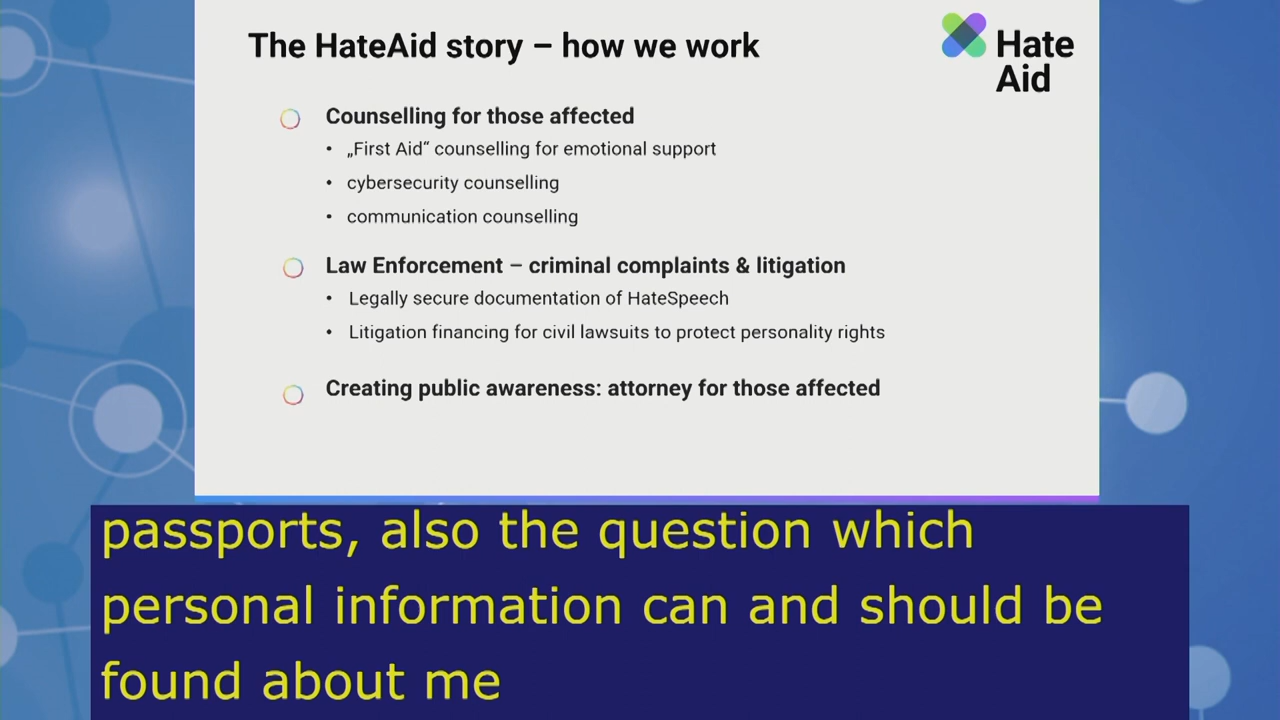 The HateAid story – how we work
Hate
Aid
Counselling for those affected
• „First Aid“ counselling for emotional support
• cybersecurity counselling
• communication counselling
Law Enforcement – criminal complaints & litigation
• Legally secure documentation of HateSpeech
• Litigation financing for civil lawsuits to protect personality rights
Creating public awareness: attorney for those affected
passports, also the question which
personal information can and should be
found about me